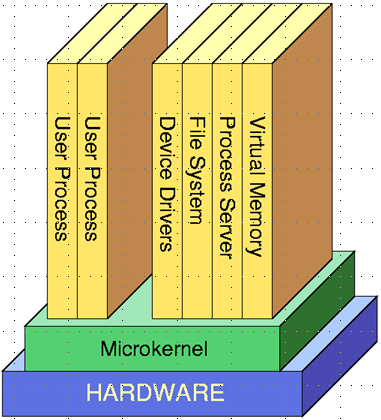 User Process
User Process
Device Drivers
File System
Process Server
Virtual Memory
Microkernel
HARDWARE